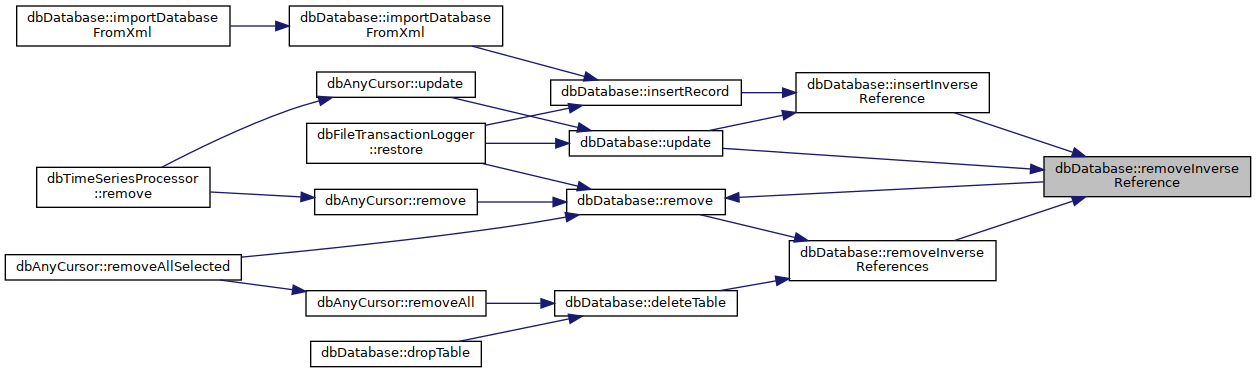 dbDatabase::importDatabase
FromXml
dbDatabase::importDatabase
FromXml
dbAnyCursor::update
dbDatabase::insertRecord
dbDatabase::insertInverse
Reference
dbFileTransactionLogger
::restore
dbDatabase::update
dbDatabase::removeInverse
Reference
dbTimeSeriesProcessor
::remove
dbAnyCursor::remove
dbDatabase::remove
dbDatabase::removeInverse
References
dbAnyCursor::removeAllSelected
dbAnyCursor::removeAll
dbDatabase::deleteTable
dbDatabase::dropTable